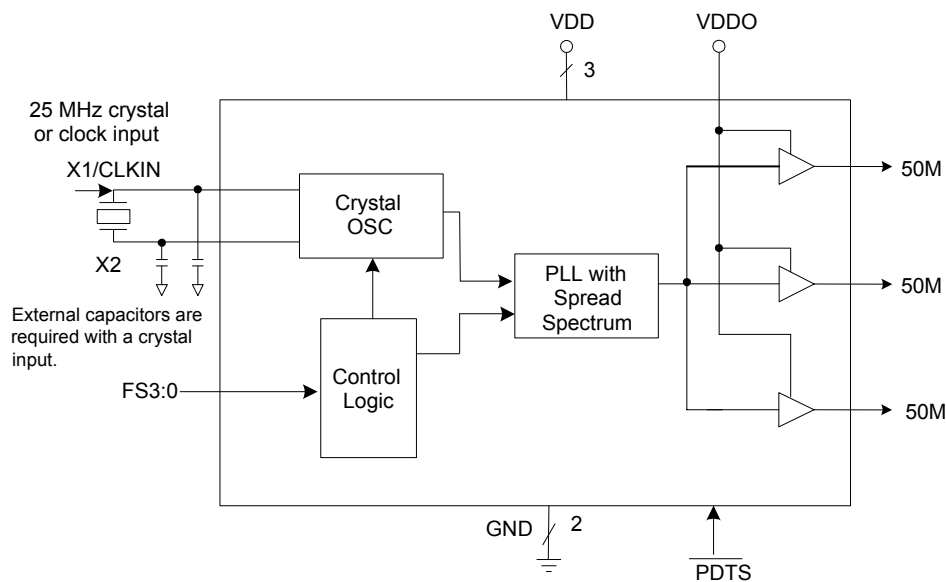 VDD
VDDO
3
25 MHz crystal
or clock input
X1/CLKIN
X2
External capacitors are
required with a crystal
input.
FS3:0
Crystal
OSC
Control
Logic
PLL with
Spread
Spectrum
50M
50M
50M
GND
2
PDTS